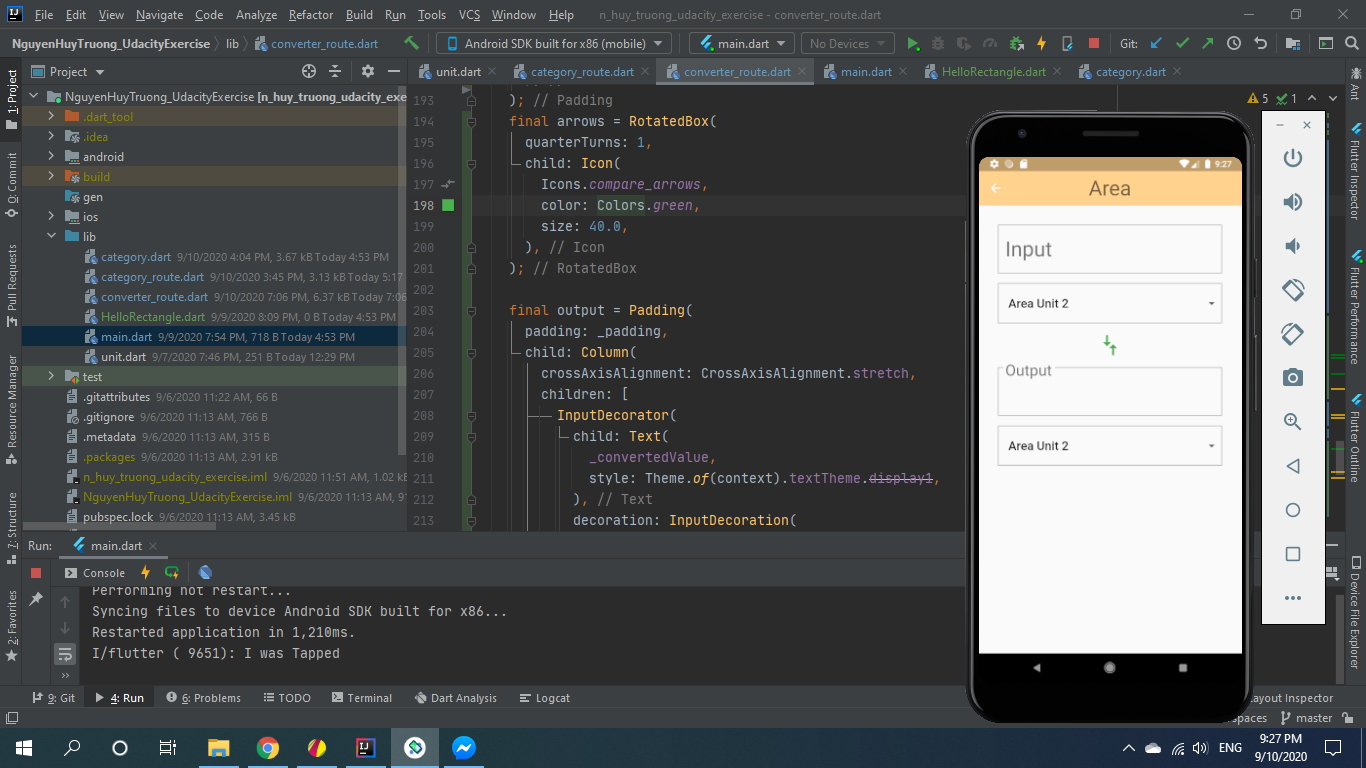 File Edit View Navigate Code Analyze Refactor Build Run Tools VCS Window Help n_huy_truong_udacity_exercise - converter_route.dart
NguyenHuyTruong_UdacityExercise lib converter_route.dart Android SDK built for x86 (mobile) main.dart No Devices Git:
1: Project
0: Commit
Pull Requests
Resource Manager
7: Structure
2: Favorites
Project
NguyenHuyTruong_UdacityExercise [n_huy_truong_udacity_exe
.dart_tool
.idea
android
build
gen
ios
lib
category.dart 9/10/2020 4:04 PM, 3.67 kB Today 4:53 PM
category_route.dart 9/10/2020 3:45 PM, 3.13 kB Today 5:17
converter_route.dart 9/10/2020 7:06 PM, 6.37 kB Today 7:06
HelloRectangle.dart 9/9/2020 8:09 PM, 0 B Today 4:53 PM
main.dart 9/9/2020 7:54 PM, 718 B Today 4:53 PM
unit.dart 9/7/2020 7:46 PM, 251 B Today 12:29 PM
test
.gitattributes 9/6/2020 11:22 AM, 66 B
.gitignore 9/6/2020 11:13 AM, 766 B
.metadata 9/6/2020 11:13 AM, 315 B
.packages 9/6/2020 11:13 AM, 2.91 kB
n_huy_truong_udacity_exercise.iml 9/6/2020 11:51 AM, 1.02 kB
NguyenHuyTruong_UdacityExercise.iml 9/6/2020 11:13 AM, 91
pubspec.lock 9/6/2020 11:13 AM, 3.45 kB
unit.dart category_route.dart converter_route.dart main.dart HelloRectangle.dart category.dart
5 1
193 ); // Padding
194 final arrows = RotatedBox(
195 quarterTurns: 1,
196 child: Icon(
197 Icons.compare_arrows,
198 color: Colors.green,
199 size: 40.0,
200 ), // Icon
201 ); // RotatedBox
202
203 final output = Padding(
204 padding: _padding,
205 child: Column(
206 crossAxisAlignment: CrossAxisAlignment.stretch,
207 children: [
208 InputDecorator(
209 child: Text(
210 _convertedValue,
211 style: Theme.of(context).textTheme.display1,
212 ), // Text
213 decoration: InputDecoration(
9:27
Area
Input
Area Unit 2
Output
Area Unit 2
Ant
Flutter Inspector
Flutter Performance
Flutter Outline
Device File Explorer
Run: main.dart
Console
Performing hot restart...
Syncing files to device Android SDK built for x86...
Restarted application in 1,210ms.
I/flutter ( 9651): I was Tapped
9: Git 4: Run 6: Problems TODO Terminal Dart Analysis Logcat ayout Inspector
spaces master
ENG
9:27 PM
9/10/2020